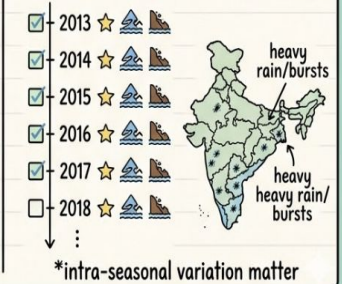 2013
2014
2015
2016
2017
2018
heavy
rain/bursts
heavy
heavy rain/
bursts
*intra-seasonal variation matter